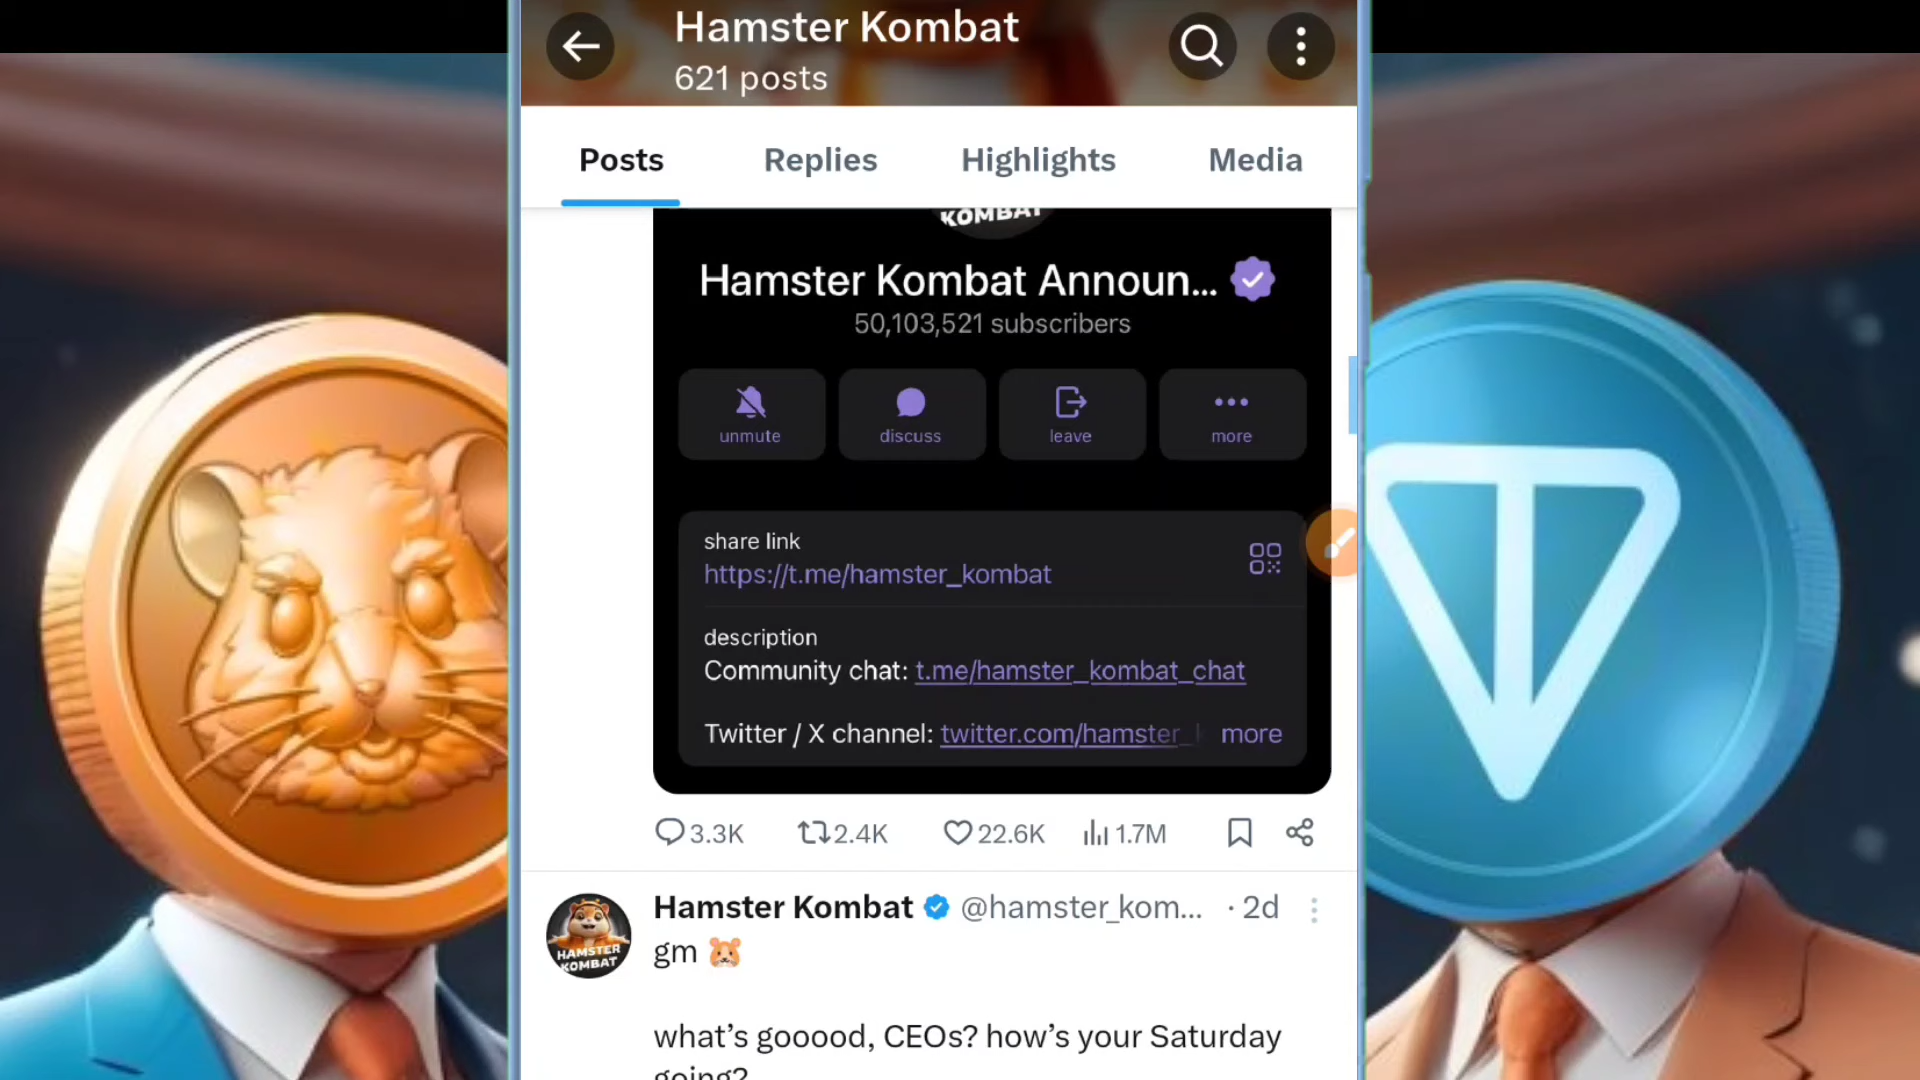 Hamster Kombat
621 posts
Posts Replies Highlights Media
KOMBAT
Hamster Kombat Announ...
50,103,521 subscribers
unmute discuss leave more
share link
https://t.me/hamster_kombat
description
Community chat: t.me/hamster_kombat_chat
Twitter / X channel: twitter.com/hamster_ more
3.3K 2.4K 22.6K 1.7M
Hamster Kombat @hamster_kom... · 2d
HAMSTER
KOMBAT
gm 🐹
what’s gooood, CEOs? how’s your Saturday
going?